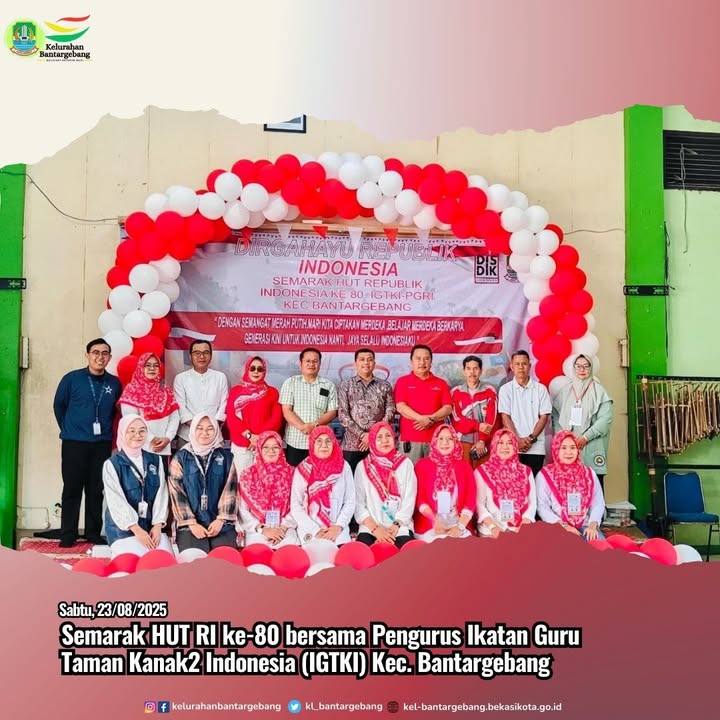 Kelurahan
Bantargebang
DIRGAHAYU REPUBLIK
INDONESIA
SEMARAK HUT REPUBLIK
INDONESIA KE 80 IGTKI-PGRI
KEC BANTARGEBANG
" DENGAN SEMANGAT MERAH PUTIH,MARI KITA CIPTAKAN MERDEKA ,BELAJAR MERDEKA BERKARYA
GENERASI KINI UNTUK INDONESIA NANTI, JAYA SELALU INDONESIAKU "
DIS
DIK
Sabtu, 23/08/2025
Semarak HUT RI ke-80 bersama Pengurus Ikatan Guru
Taman Kanak2 Indonesia (IGTKI) Kec. Bantargebang
kelurahanbantargebang
kl_bantargebang
kel-bantargebang.bekasikota.go.id